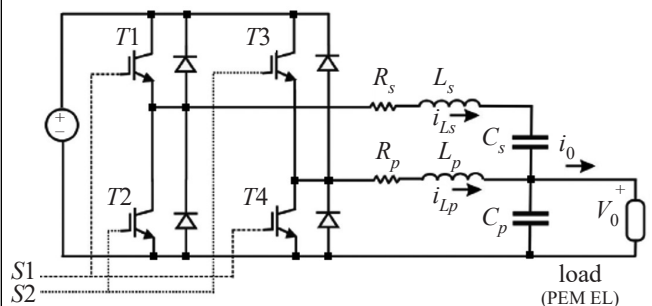 T1
T3
R_s
L_s
i_Ls
C_s
i_0
R_p
L_p
i_Lp
C_p
+
V_0
+
−
T2
T4
S1
S2
load
(PEM EL)